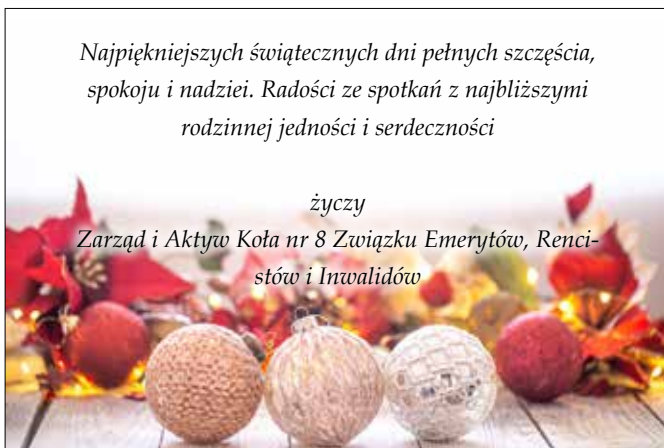 Najpiękniejszych świątecznych dni pełnych szczęścia,
spokoju i nadziei. Radości ze spotkań z najbliższymi
rodzinnej jedności i serdeczności
życzy
Zarząd i Aktyw Koła nr 8 Związku Emerytów, Renci-
stów i Inwalidów